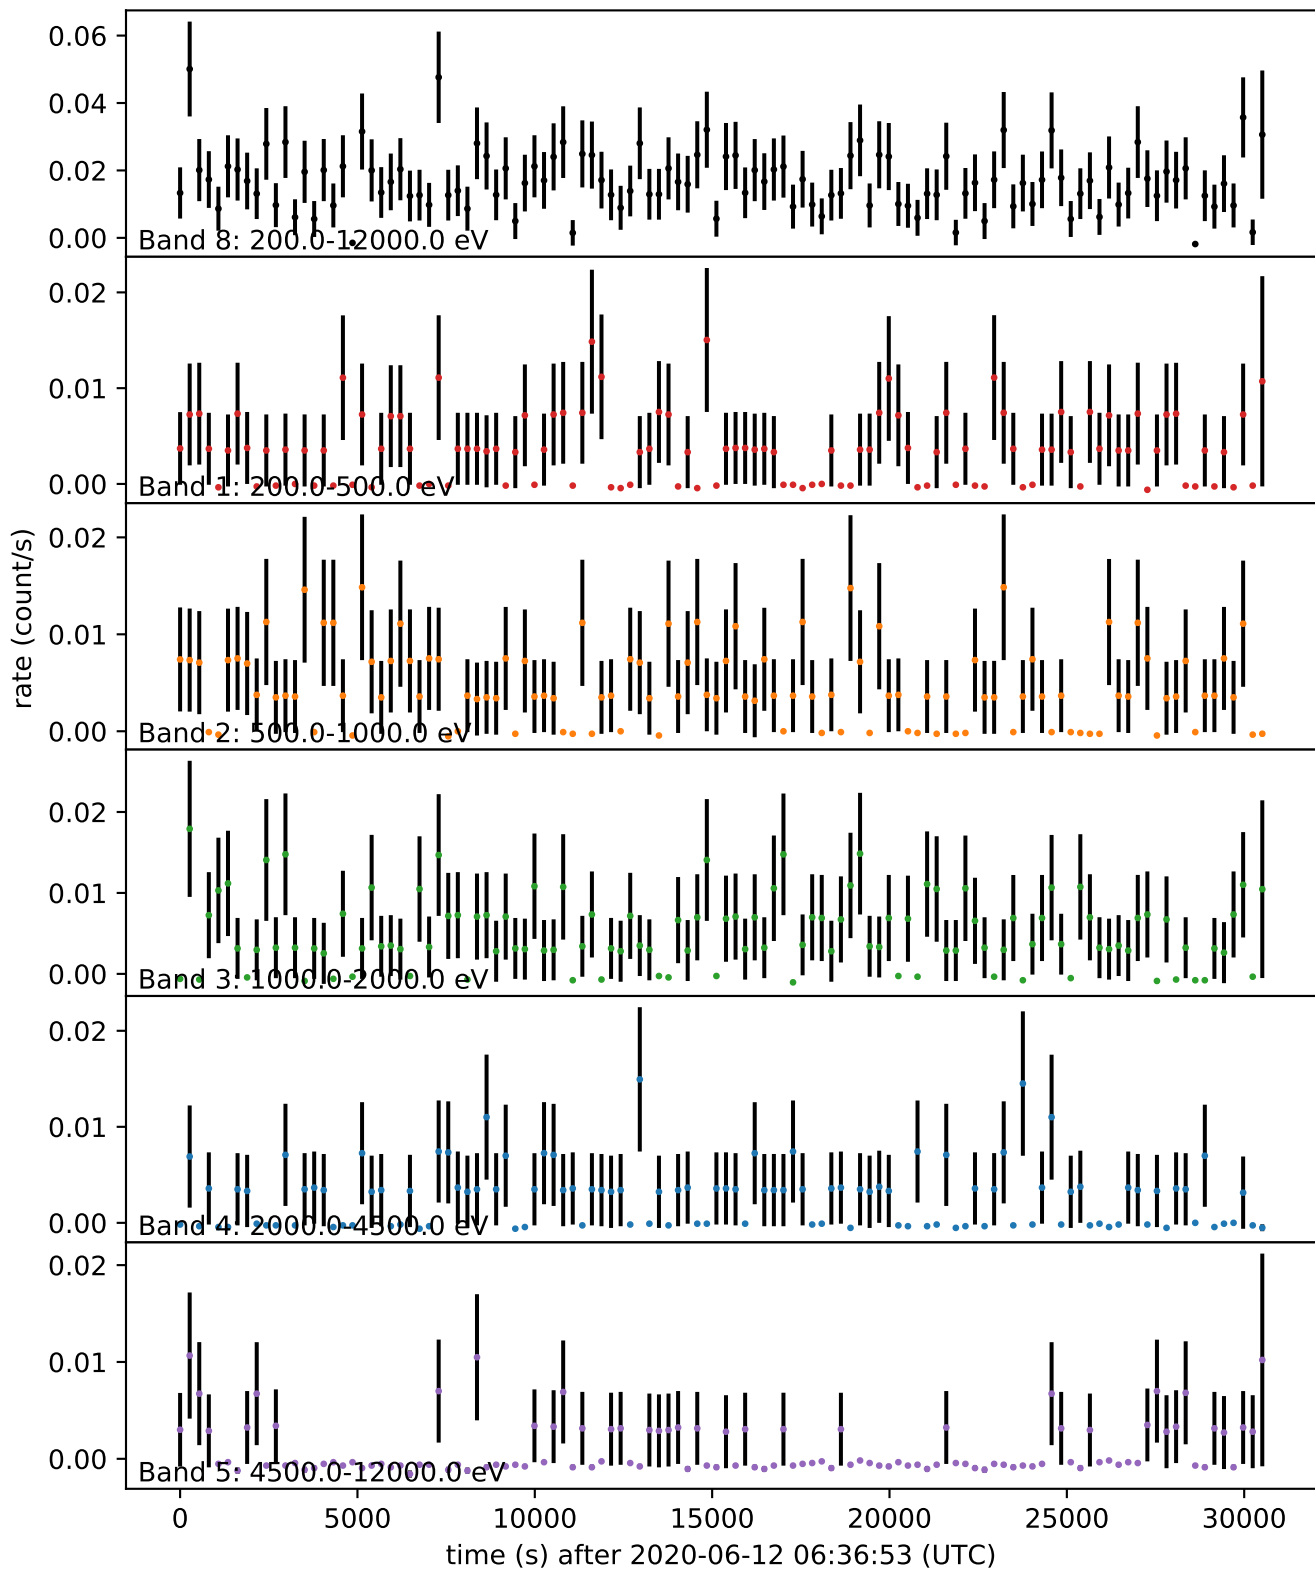 0.06
0.04
0.02
0.00
Band 8: 200.0-12000.0 eV
0.02
0.01
0.00
Band 1: 200.0-500.0 eV
0.02
0.01
0.00
Band 2: 500.0-1000.0 eV
rate (count/s)
0.02
0.01
0.00
Band 3: 1000.0-2000.0 eV
0.02
0.01
0.00
Band 4: 2000.0-4500.0 eV
0.02
0.01
0.00
Band 5: 4500.0-12000.0 eV
0 5000 10000 15000 20000 25000 30000
time (s) after 2020-06-12 06:36:53 (UTC)